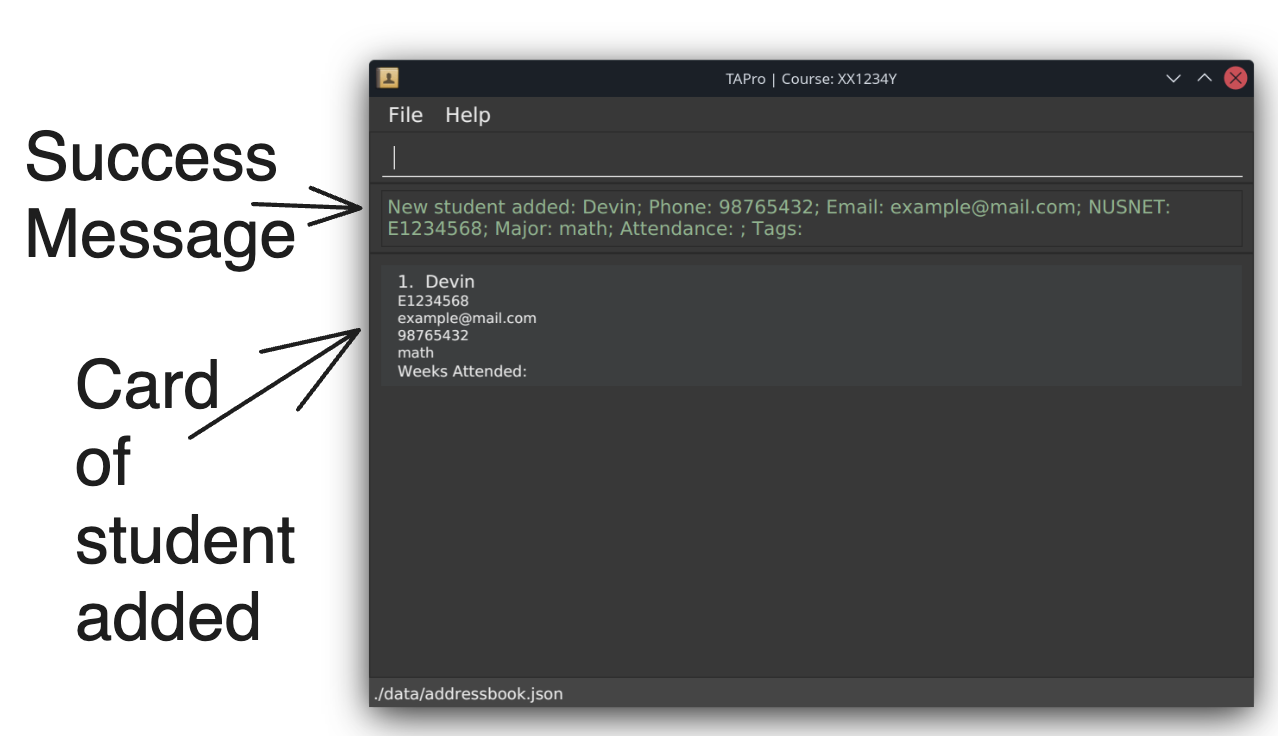 TAPro | Course: XX1234Y
File Help
Success
Message
New student added: Devin; Phone: 98765432; Email: example@mail.com; NUSNET:
E1234568; Major: math; Attendance: ; Tags:
1. Devin
E1234568
example@mail.com
98765432
math
Weeks Attended:
Card
of
student
added
./data/addressbook.json